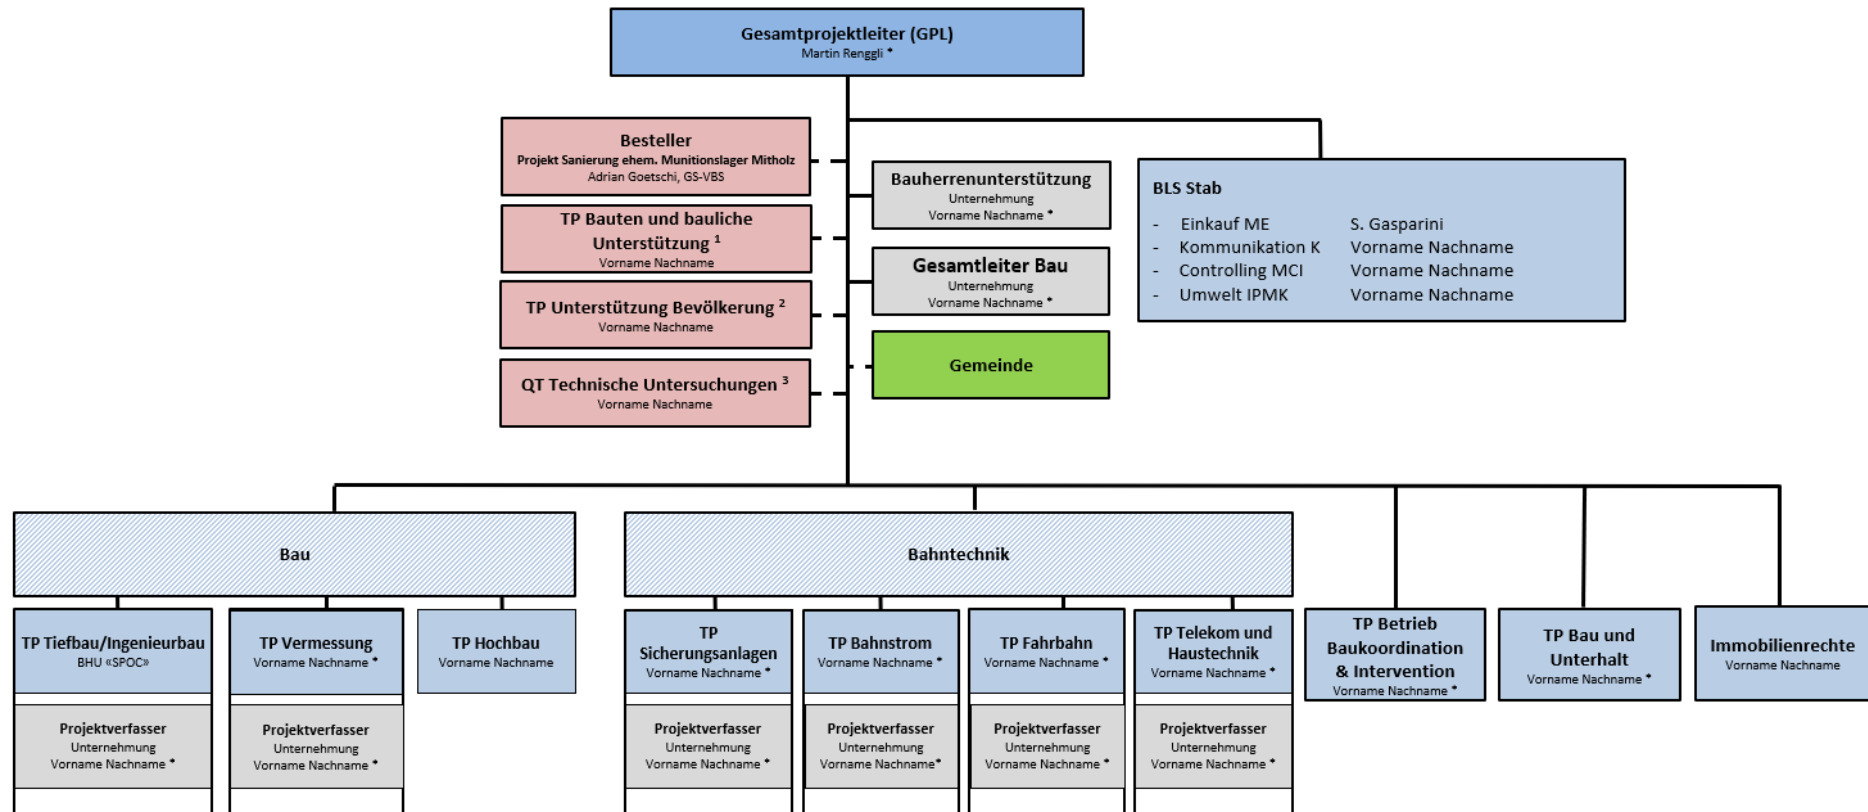 Gesamtprojektleiter (GPL)
Martin Renggli *
Besteller
Projekt Sanierung ehem. Munitionslager Mitholz
Adrian Goetschi, GS-VBS
TP Bauten und bauliche
Unterstützung ¹
Vorname Nachname
TP Unterstützung Bevölkerung ²
Vorname Nachname
QT Technische Untersuchungen ³
Vorname Nachname
Bauherrenunterstützung
Unternehmung
Vorname Nachname *
Gesamtleiter Bau
Unternehmung
Vorname Nachname *
Gemeinde
BLS Stab
- Einkauf ME S. Gasparini
- Kommunikation K Vorname Nachname
- Controlling MCI Vorname Nachname
- Umwelt IPMK Vorname Nachname
Bau
Bahntechnik
TP Tiefbau/Ingenieurbau
BHU «SPOC»
TP Vermessung
Vorname Nachname *
TP Hochbau
Vorname Nachname
TP
Sicherungsanlagen
Vorname Nachname *
TP Bahnstrom
Vorname Nachname *
TP Fahrbahn
Vorname Nachname *
TP Telekom und
Haustechnik
Vorname Nachname *
TP Betrieb
Baukoordination
& Intervention
Vorname Nachname *
TP Bau und
Unterhalt
Vorname Nachname *
Immobilienrechte
Vorname Nachname
Projektverfasser
Unternehmung
Vorname Nachname *
Projektverfasser
Unternehmung
Vorname Nachname *
Projektverfasser
Unternehmung
Vorname Nachname *
Projektverfasser
Unternehmung
Vorname Nachname*
Projektverfasser
Unternehmung
Vorname Nachname *
Projektverfasser
Unternehmung
Vorname Nachname *